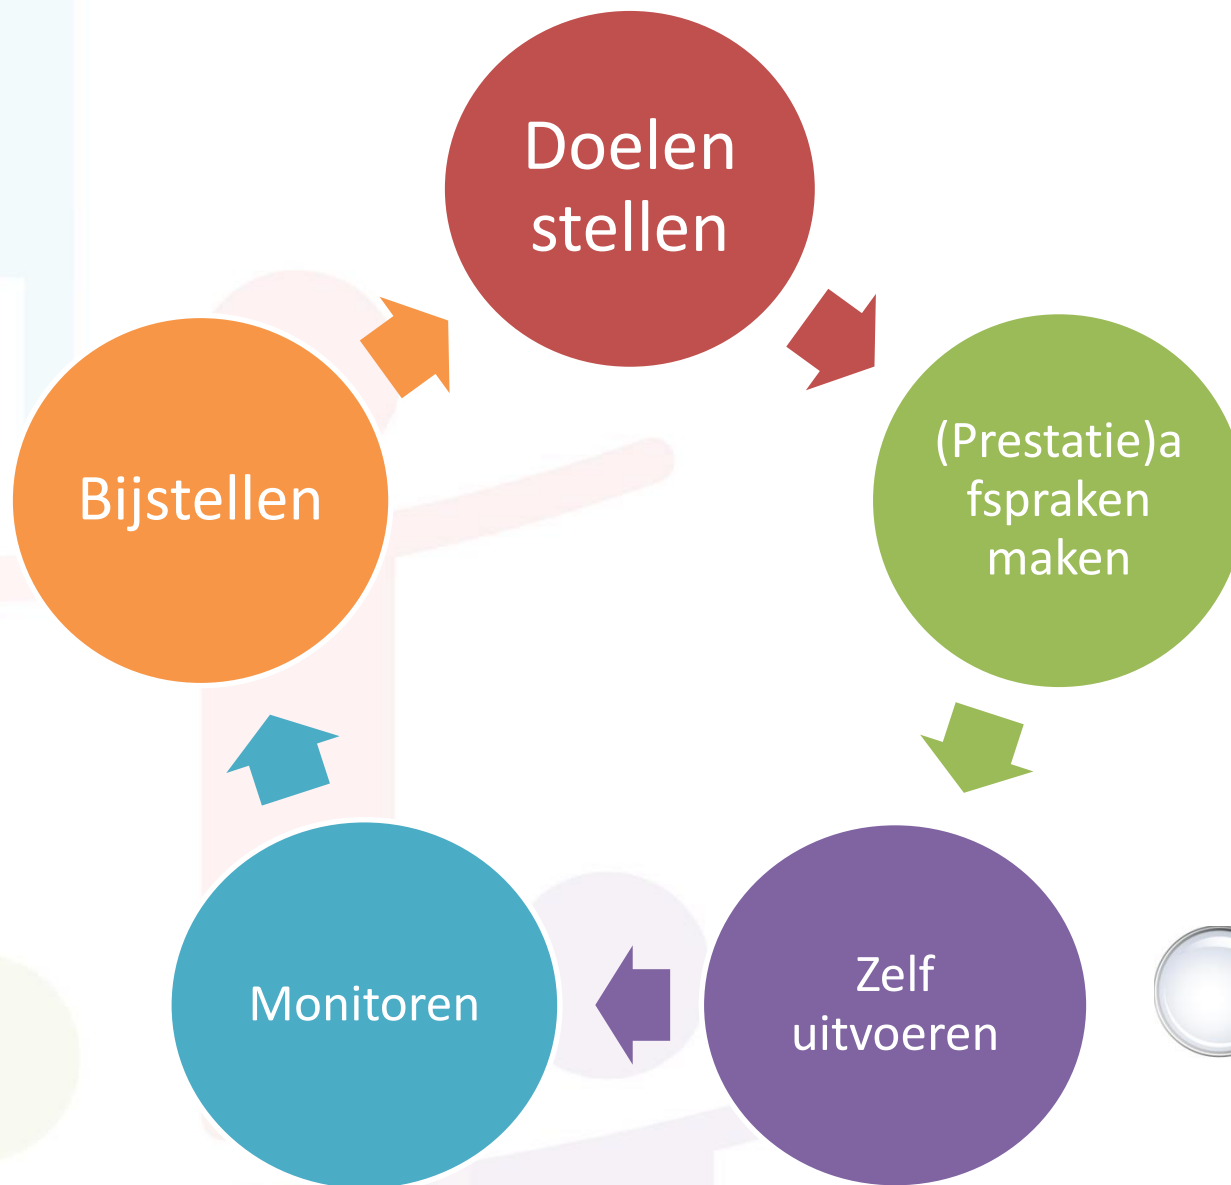 Doelen
stellen
(Prestatie)a
fspraken
maken
Zelf
uitvoeren
Monitoren
Bijstellen